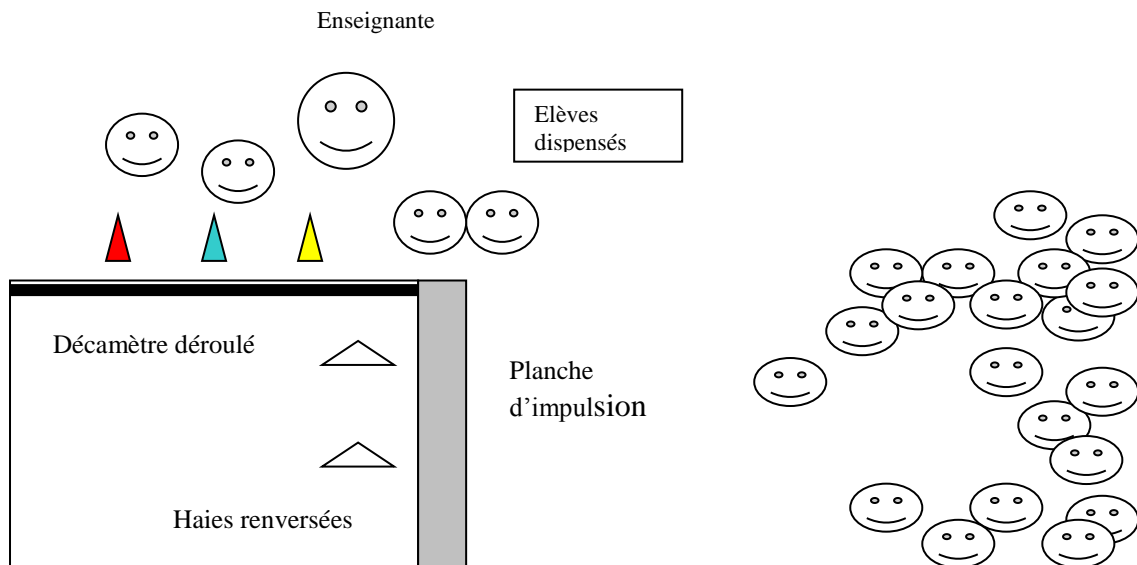 Enseignante
Elèves
dispensés
Décamètre déroulé
Planche
d’impulsion
Haies renversées